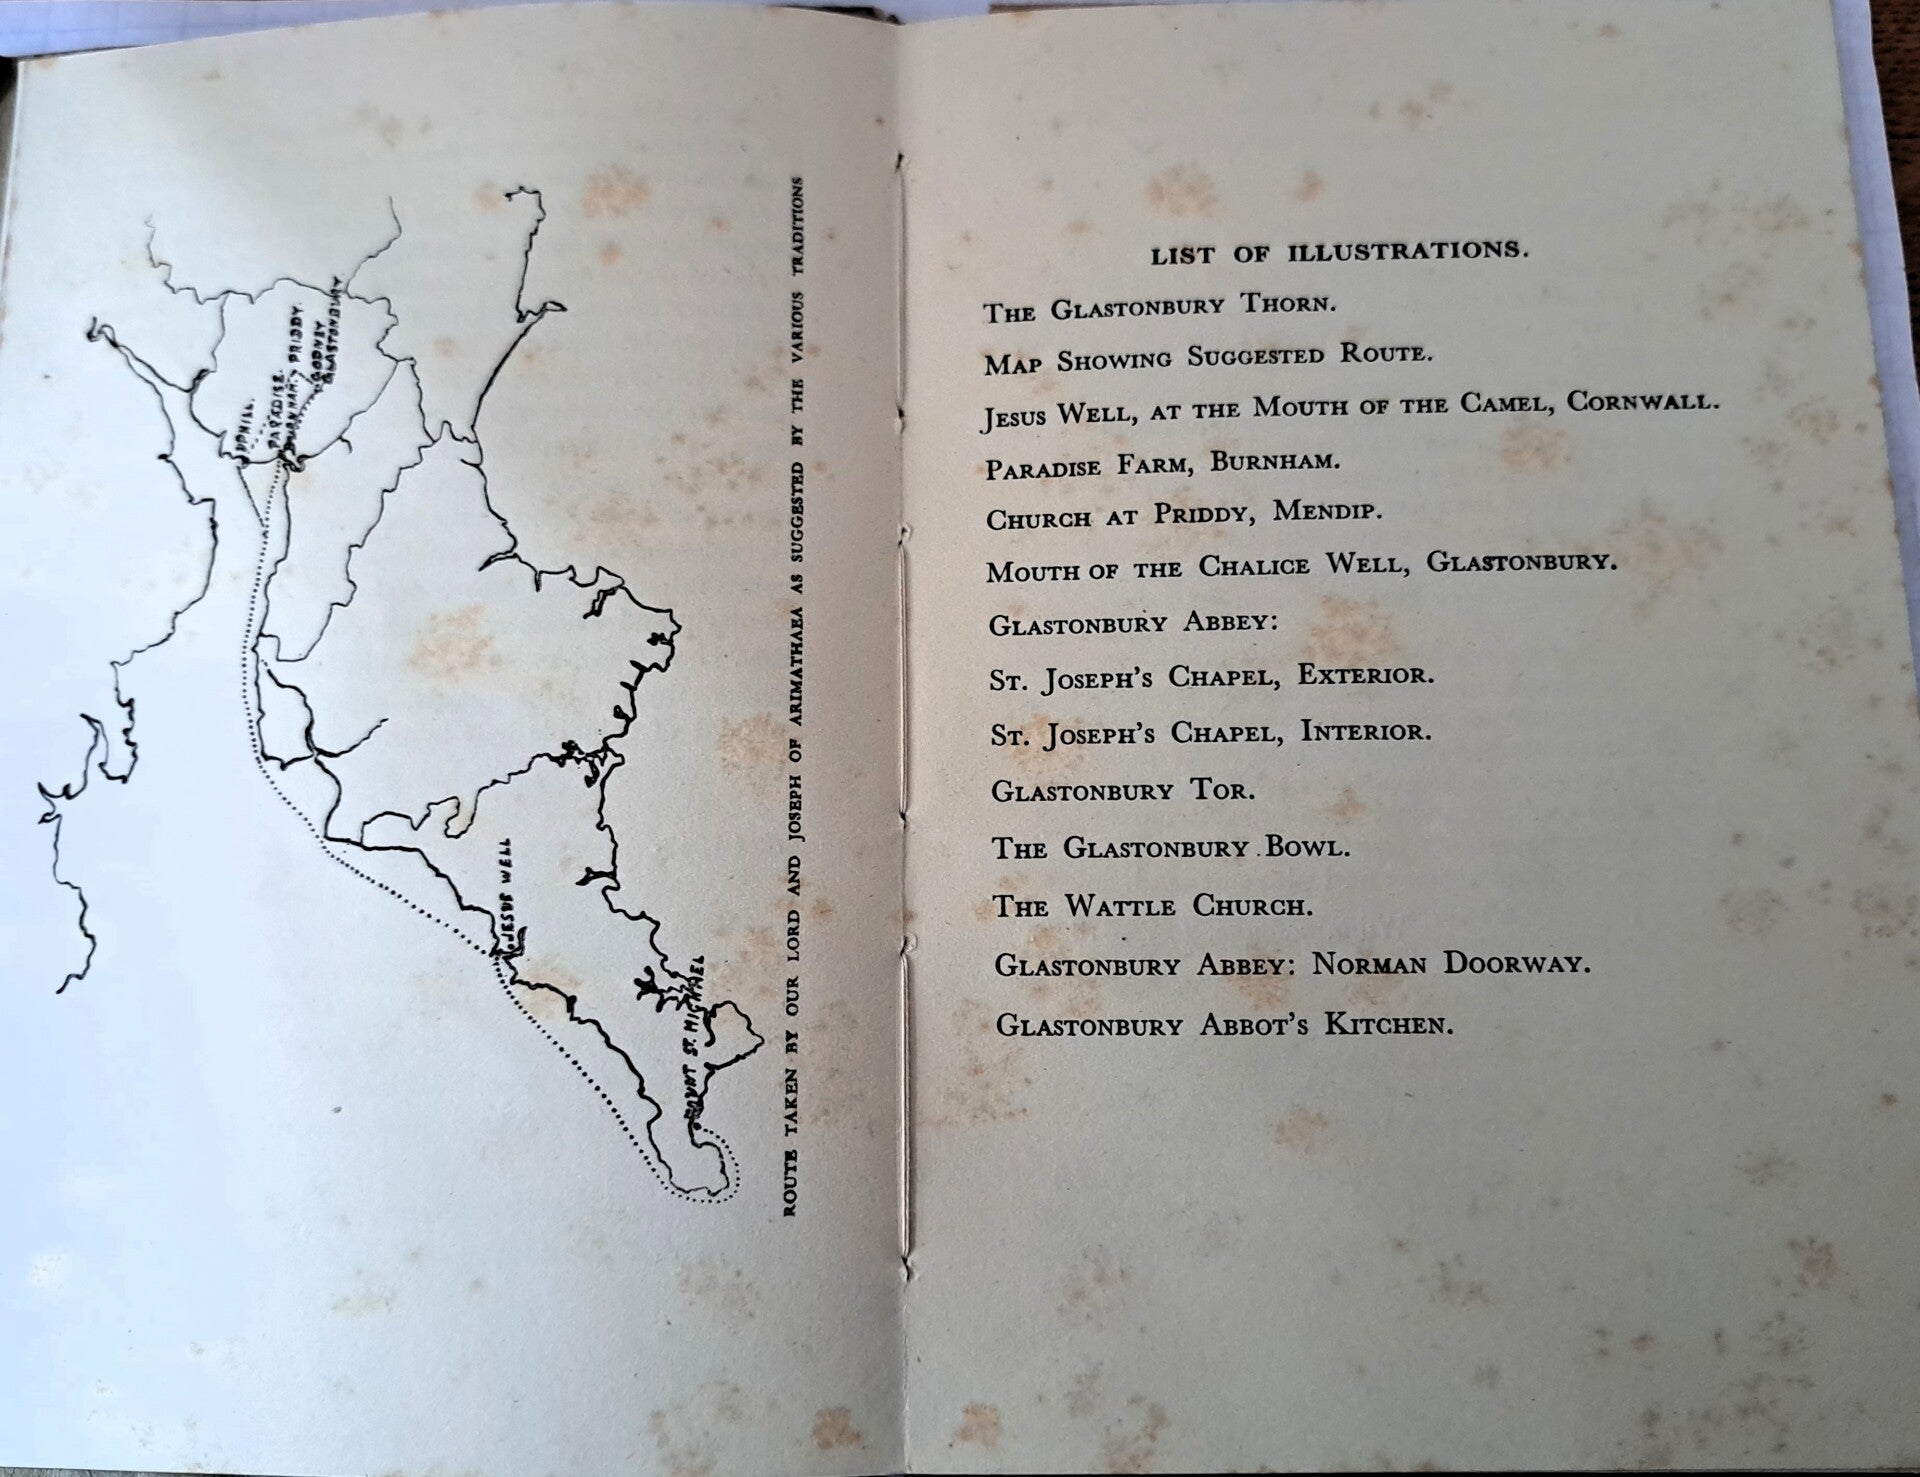 UPHILL.
PARADISE.
BURNHAM.
PRIDDY.
GODNEY
GLASTONBURY
JESUS WELL
MOUNT ST. MICHAEL
ROUTE TAKEN BY OUR LORD AND JOSEPH OF ARIMATHAEA AS SUGGESTED BY THE VARIOUS TRADITIONS
LIST OF ILLUSTRATIONS.
THE GLASTONBURY THORN.
MAP SHOWING SUGGESTED ROUTE.
JESUS WELL, AT THE MOUTH OF THE CAMEL, CORNWALL.
PARADISE FARM, BURNHAM.
CHURCH AT PRIDDY, MENDIP.
MOUTH OF THE CHALICE WELL, GLASTONBURY.
GLASTONBURY ABBEY:
ST. JOSEPH'S CHAPEL, EXTERIOR.
ST. JOSEPH'S CHAPEL, INTERIOR.
GLASTONBURY TOR.
THE GLASTONBURY BOWL.
THE WATTLE CHURCH.
GLASTONBURY ABBEY: NORMAN DOORWAY.
GLASTONBURY ABBOT'S KITCHEN.